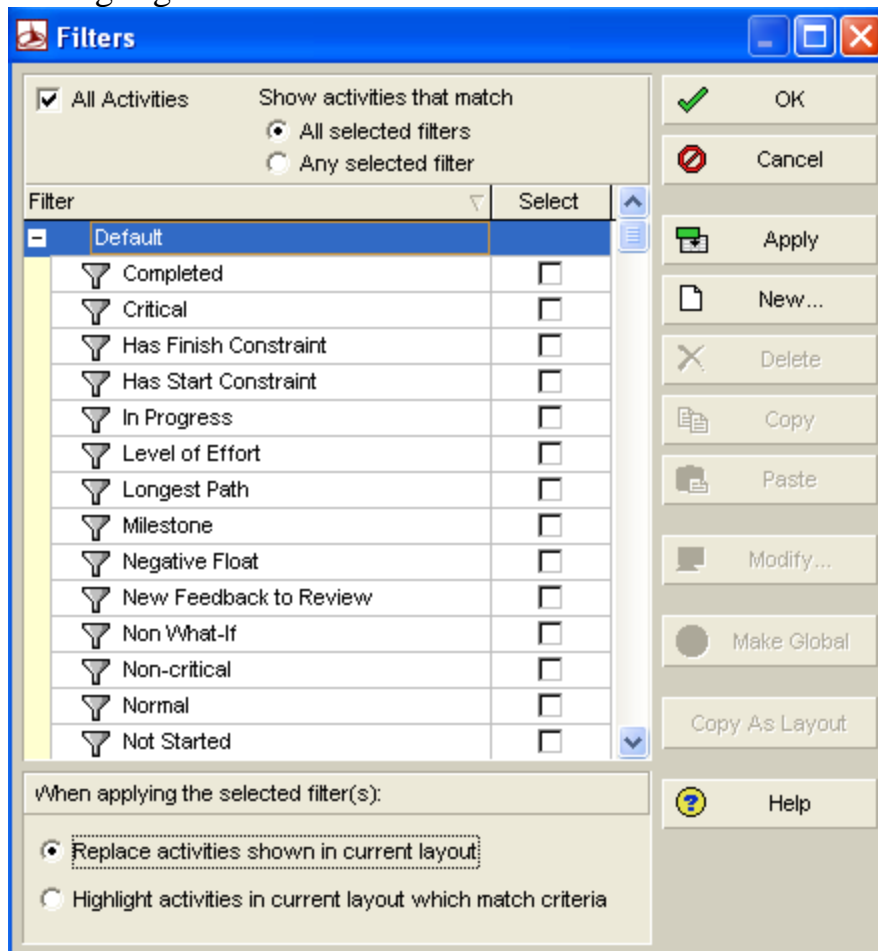 Filters
All Activities
Show activities that match
All selected filters
Any selected filter
OK
Cancel
Filter Select
Default
Completed
Critical
Has Finish Constraint
Has Start Constraint
In Progress
Level of Effort
Longest Path
Milestone
Negative Float
New Feedback to Review
Non What-If
Non-critical
Normal
Not Started
Apply
New...
Delete
Copy
Paste
Modify...
Make Global
Copy As Layout
Help
When applying the selected filter(s):
Replace activities shown in current layout
Highlight activities in current layout which match criteria